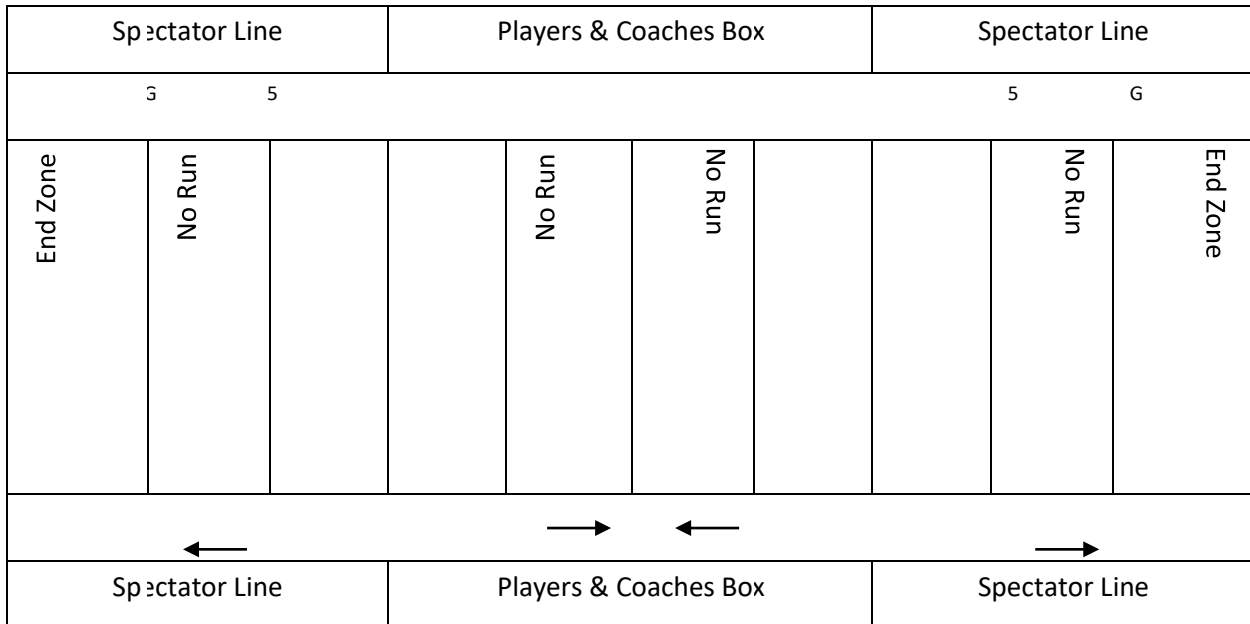 Spectator Line Players & Coaches Box Spectator Line
G 5 5 G
End Zone
No Run
No Run
No Run
No Run
End Zone
Spectator Line Players & Coaches Box Spectator Line